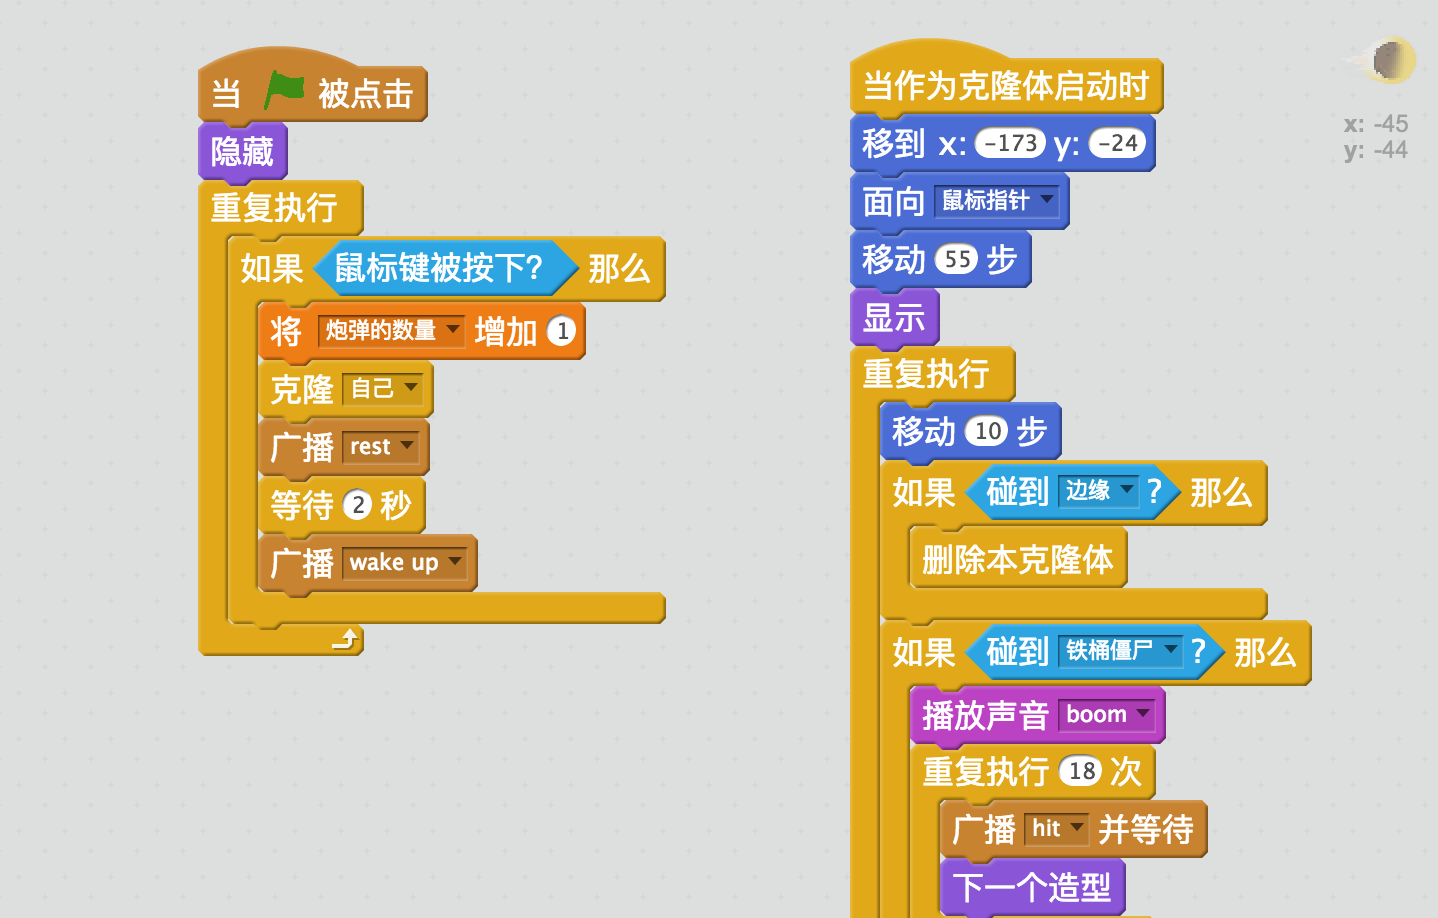 当 被点击
隐藏
重复执行
如果 鼠标键被按下? 那么
将 炮弹的数量 增加 1
克隆 自己
广播 rest
等待 2 秒
广播 wake up
当作为克隆体启动时
移到 x: -173 y: -24
面向 鼠标指针
移动 55 步
显示
重复执行
移动 10 步
如果 碰到 边缘 ? 那么
删除本克隆体
如果 碰到 铁桶僵尸 ? 那么
播放声音 boom
重复执行 18 次
广播 hit 并等待
下一个造型
x: -45
y: -44